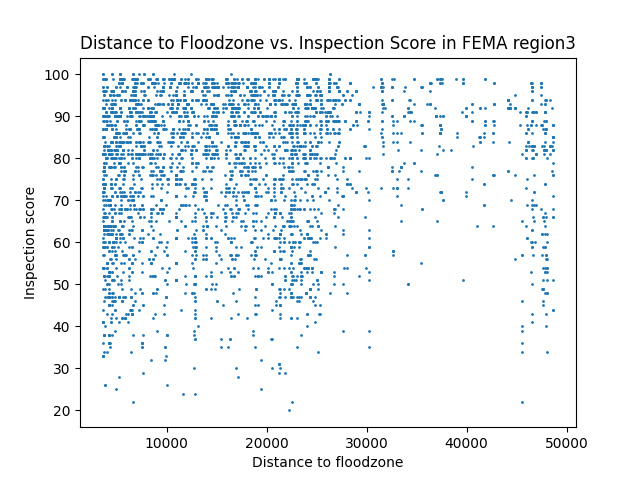 Distance to Floodzone vs. Inspection Score in FEMA region3
100
90
80
70
60
50
40
30
20
Inspection score
10000 20000 30000 40000 50000
Distance to floodzone